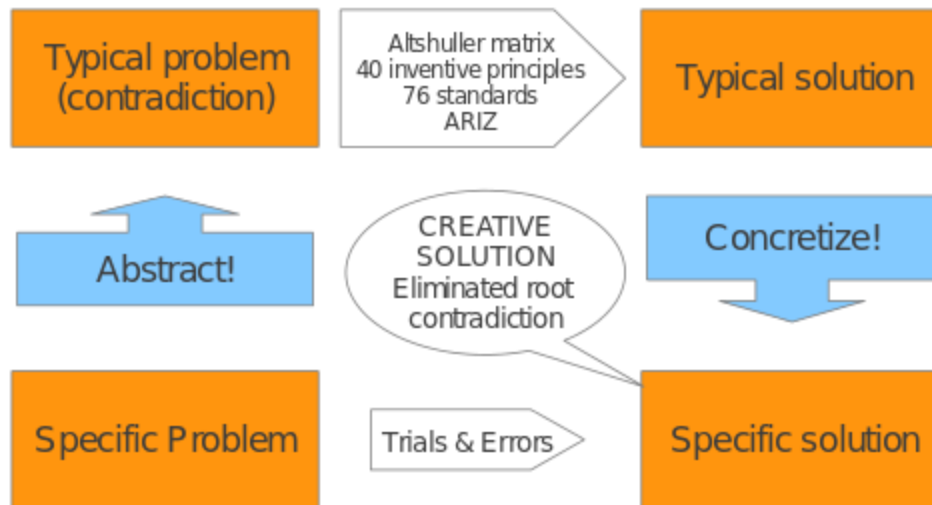 Typical problem
(contradiction)
Altshuller matrix
40 inventive principles
76 standards
ARIZ
Typical solution
Abstract!
CREATIVE
SOLUTION
Eliminated root
contradiction
Concretize!
Specific Problem
Trials & Errors
Specific solution